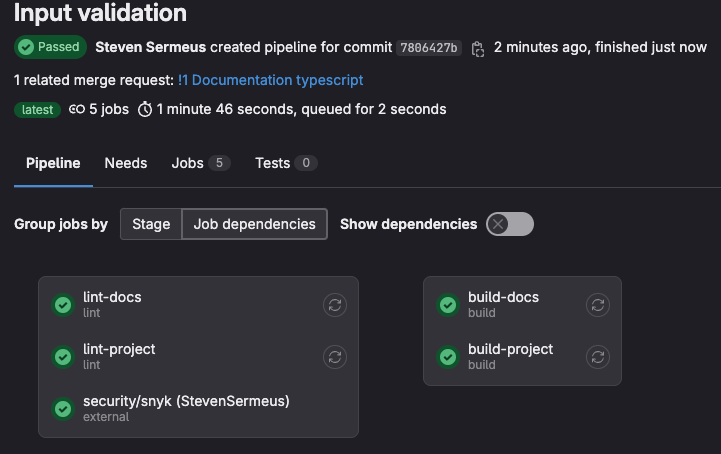 Input validation
Passed Steven Sermeus created pipeline for commit 7806427b 2 minutes ago, finished just now
1 related merge request: !1 Documentation typescript
latest 5 jobs 1 minute 46 seconds, queued for 2 seconds
Pipeline Needs Jobs 5 Tests 0
Group jobs by Stage Job dependencies Show dependencies
lint-docs
lint
lint-project
lint
security/snyk (StevenSermeus)
external
build-docs
build
build-project
build